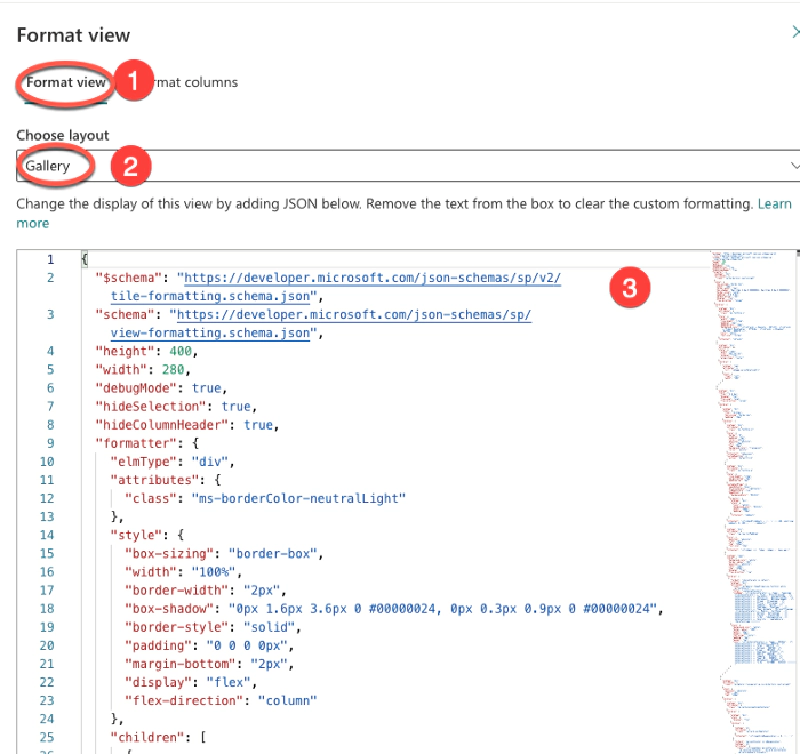 Format view
Format view 1 rmat columns
Choose layout
Gallery 2
Change the display of this view by adding JSON below. Remove the text from the box to clear the custom formatting. Learn
more
1 {
2 "$schema": "https://developer.microsoft.com/json-schemas/sp/v2/
tile-formatting.schema.json",
3
3 "schema": "https://developer.microsoft.com/json-schemas/sp/
view-formatting.schema.json",
4 "height": 400,
5 "width": 280,
6 "debugMode": true,
7 "hideSelection": true,
8 "hideColumnHeader": true,
9 "formatter": {
10 "elmType": "div",
11 "attributes": {
12 "class": "ms-borderColor-neutralLight"
13 },
14 "style": {
15 "box-sizing": "border-box",
16 "width": "100%",
17 "border-width": "2px",
18 "box-shadow": "0px 1.6px 3.6px 0 #00000024, 0px 0.3px 0.9px 0 #00000024",
19 "border-style": "solid",
20 "padding": "0 0 0 0px",
21 "margin-bottom": "2px",
22 "display": "flex",
23 "flex-direction": "column"
24 },
25 "children": [